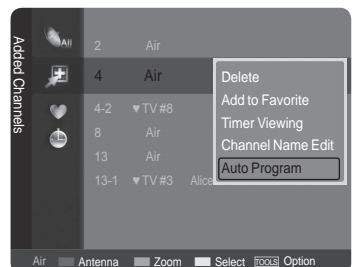 Added Channels
All
2 Air
4 Air
4-2 ♥ TV #8
8 Air
13 Air
13-1 ♥ TV #3 Alice
Delete
Add to Favorite
Timer Viewing
Channel Name Edit
Auto Program
Air Antenna Zoom Select TOOLS Option